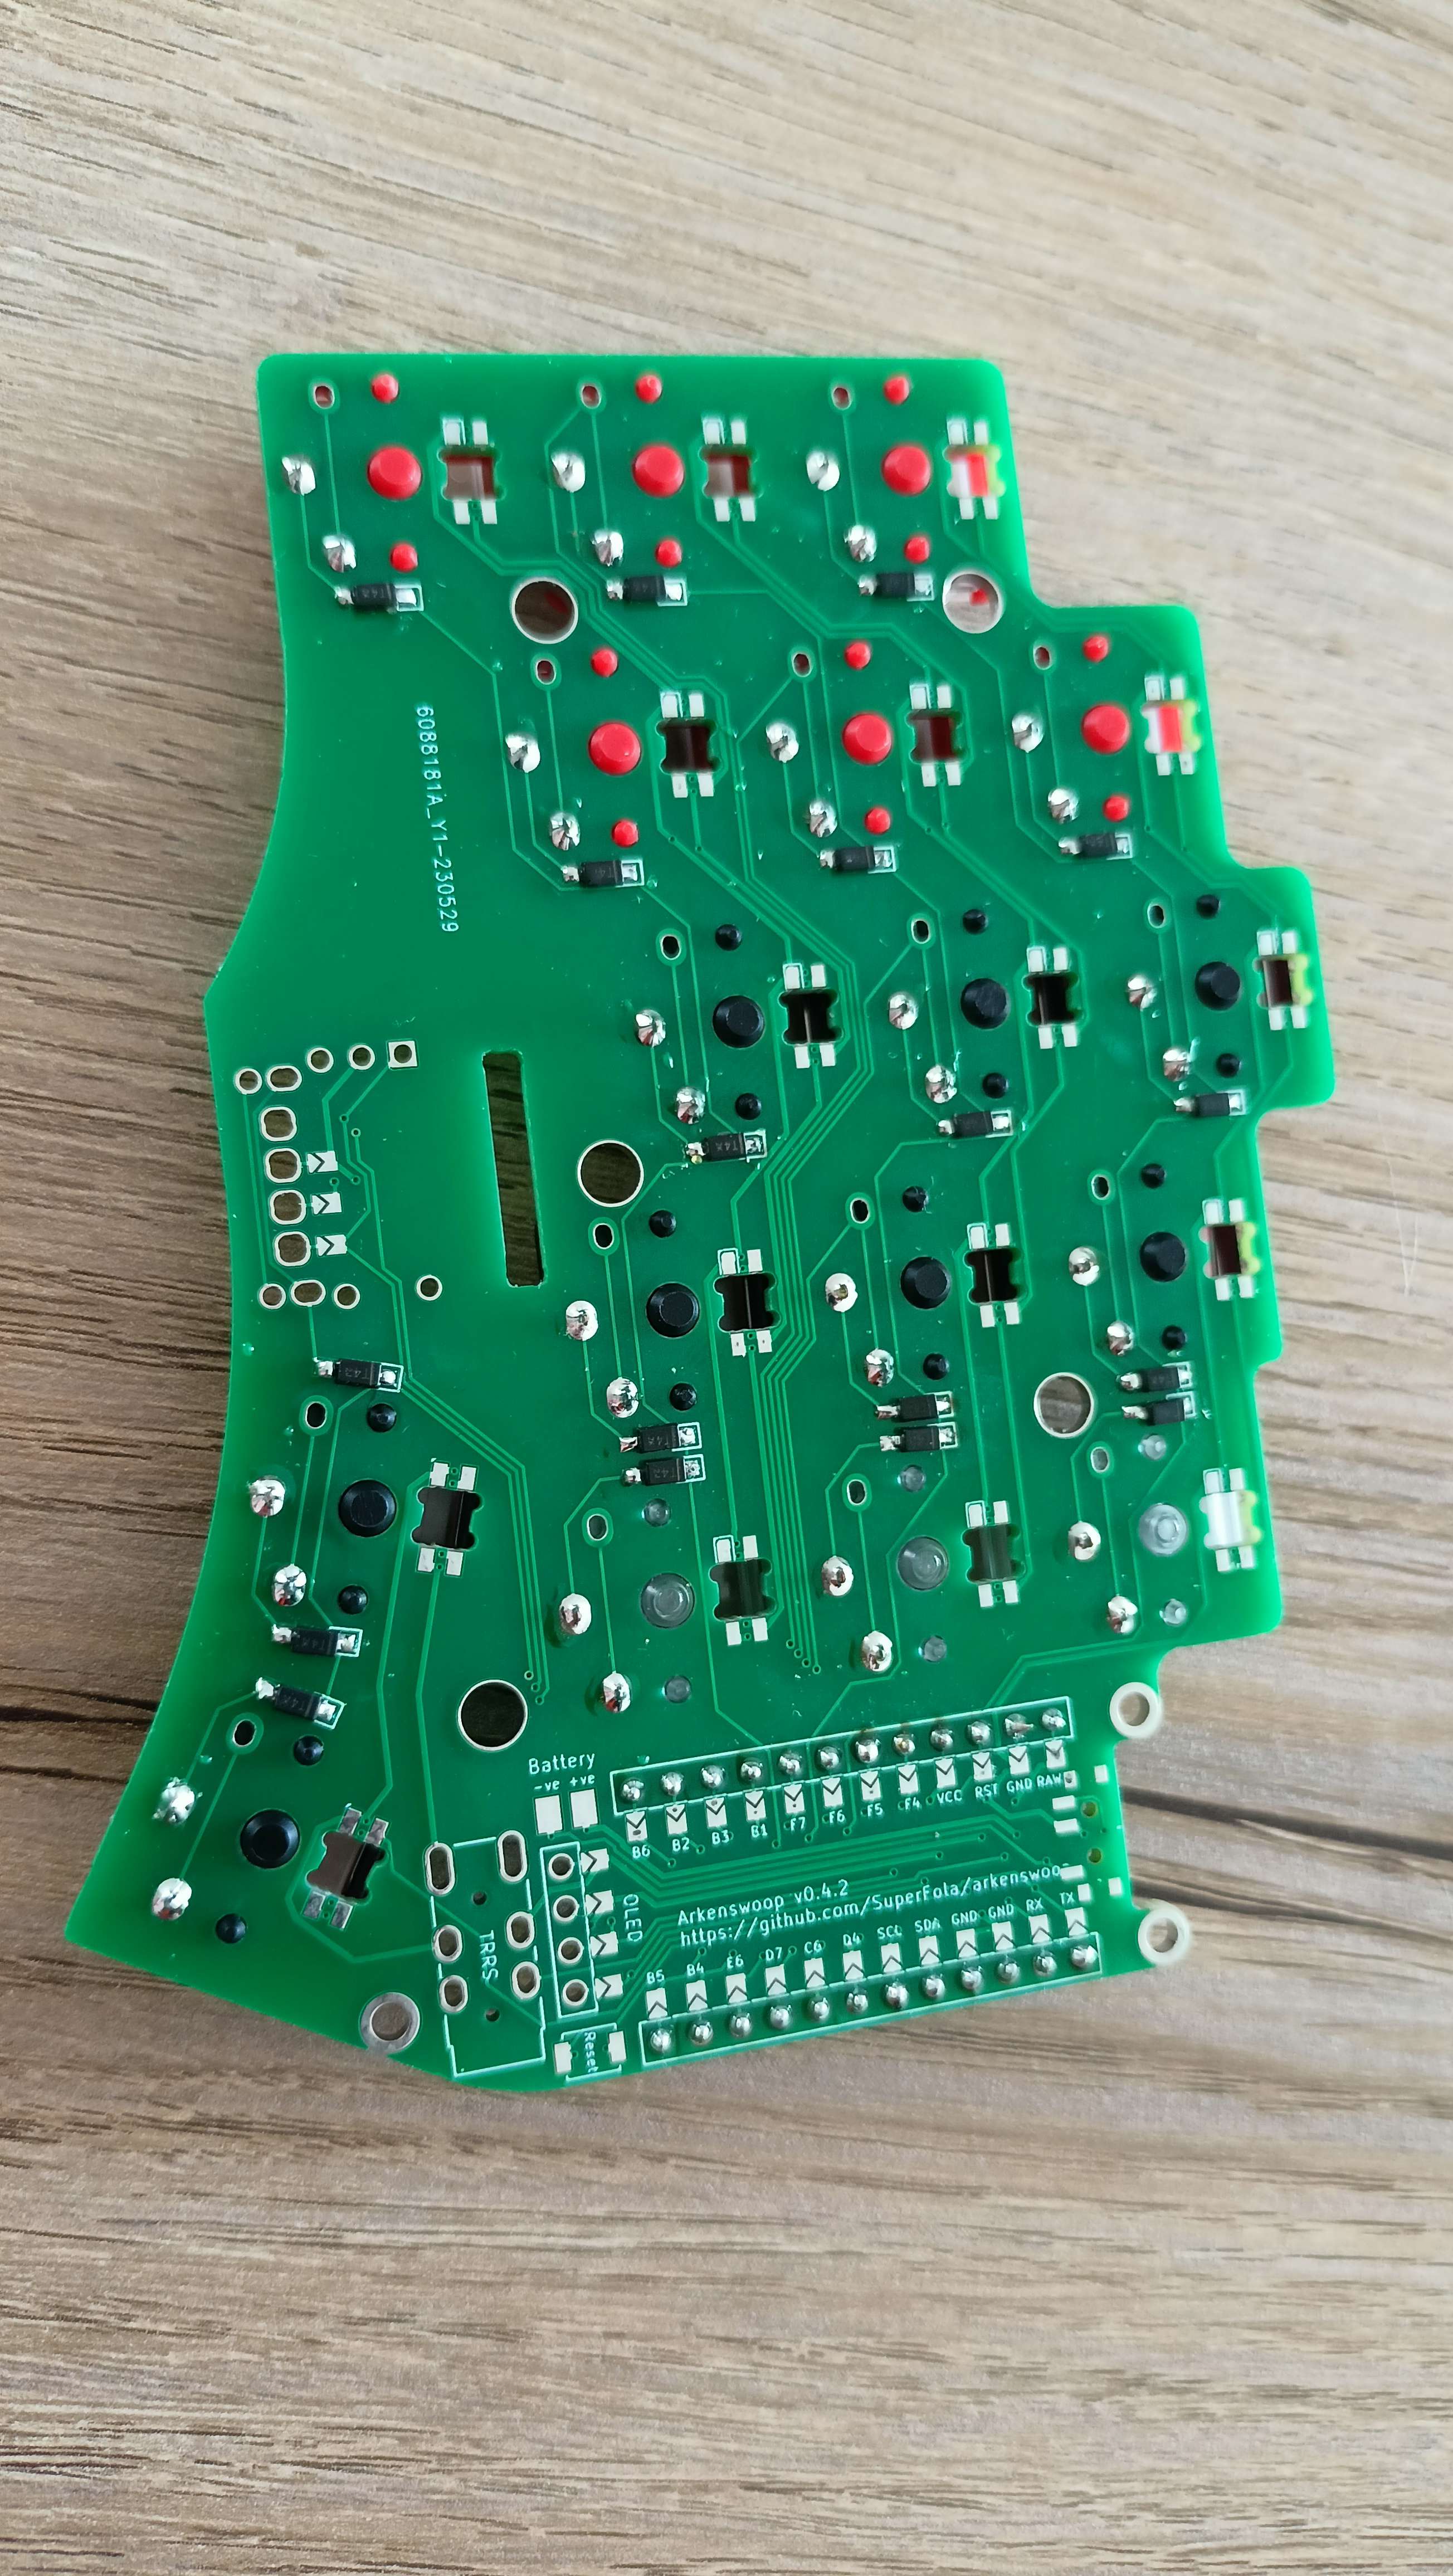 6088181A_Y1-230529
Battery
-ve +ve
B6 B2 B3 B1 F7 F6 F5 F4 VCC RST GND RAW
OLED
TRRS
Arkenswoop v0.4.2
https://github.com/SuperFola/arkenswoo
B5 B4 E6 D7 C6 D4 SCL SDA GND GND RX TX
Reset